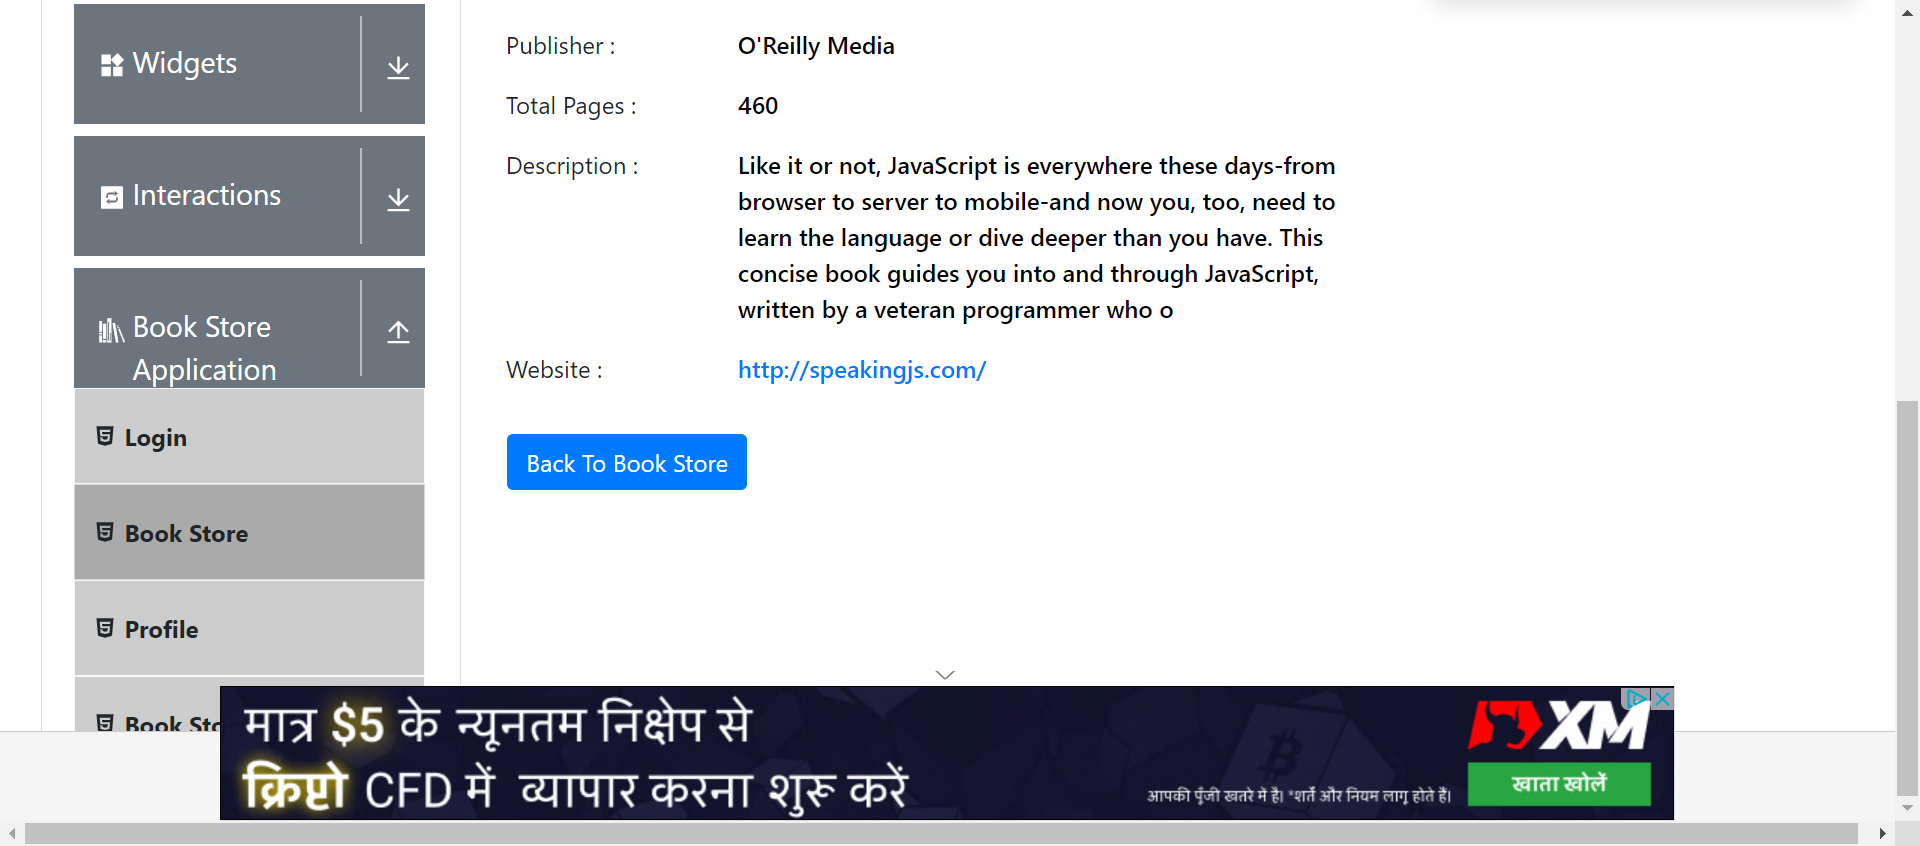 Widgets
Interactions
Book Store
Application
Login
Book Store
Profile
Book Sto
Publisher :
O'Reilly Media
Total Pages :
460
Description :
Like it or not, JavaScript is everywhere these days-from
browser to server to mobile-and now you, too, need to
learn the language or dive deeper than you have. This
concise book guides you into and through JavaScript,
written by a veteran programmer who o
Website :
http://speakingjs.com/
Back To Book Store
मात्र $5 के न्यूनतम निक्षेप से
क्रिप्टो CFD में व्यापार करना शुरू करें
आपकी पूँजी खतरे में है। *शर्तें और नियम लागू होते हैं।
XM
खाता खोलें